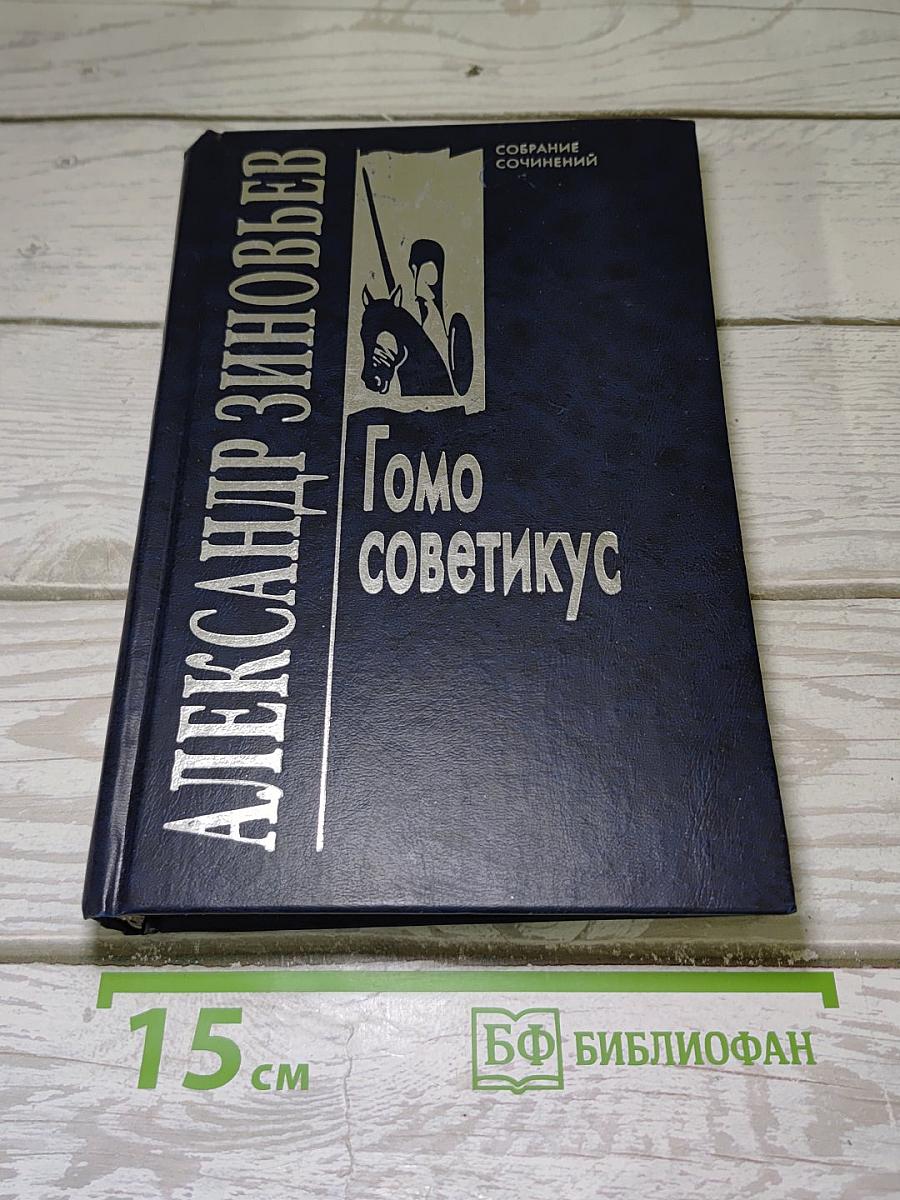 АЛЕКСАНДР ЗИНОВЬЕВ
СОБРАНИЕ
СОЧИНЕНИЙ
Гомо
советикус
15 см
БФ БИБЛИОФАН